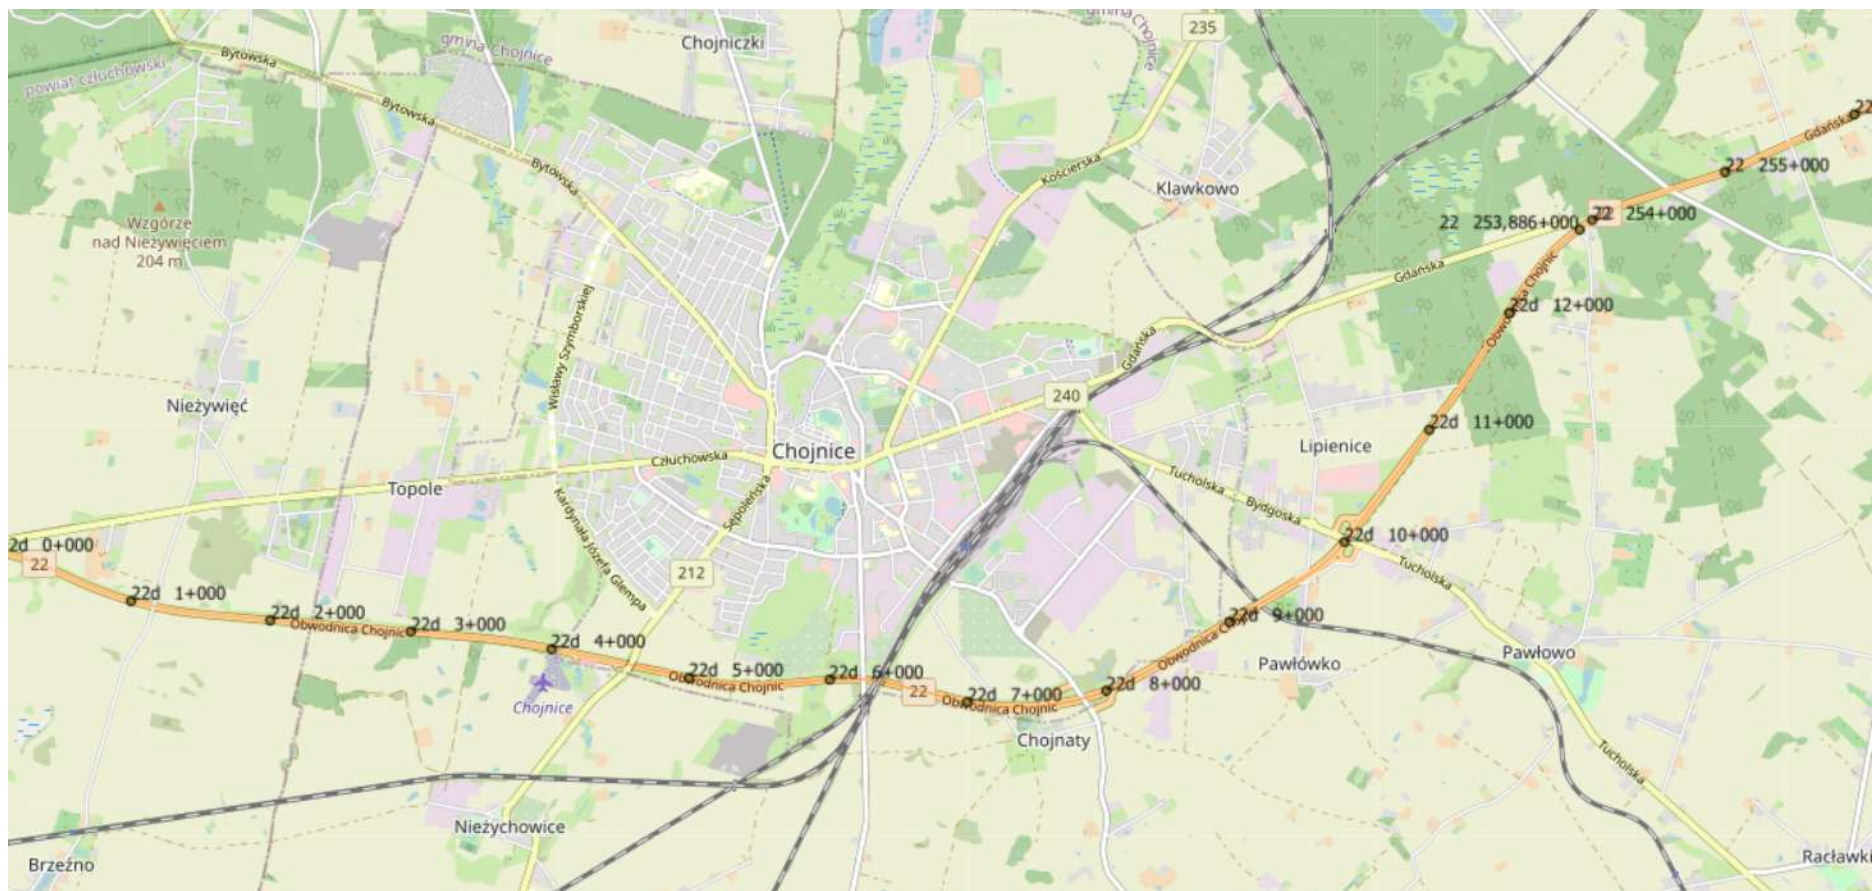 Chojniczki
gmina Chojnice
235
gmina Chojnice
Bytowska
powiat człuchowski
Bytowska
22
Gdańska
Bytowska
Kościerska
22 255+000
Klawkowo
Wzgórze
nad Nieżywięciem
204 m
22 253,886+000
22 254+000
Gdańska
Obwodnica Chojnic
Wisławy Szymborskiej
22d 12+000
Gdańska
240
Nieżywięć
22d 11+000
Lipienice
Chojnice
Człuchowska
Topole
Tucholska
Bydgoska
Sępoleńska
Kardynała Józefa Glempa
22d 0+000
22
22d 10+000
Tucholska
212
22d 1+000
22d 2+000
Obwodnica Chojnic
22d 3+000
22d 9+000
Obwodnica Chojnic
22d 4+000
Pawłowo
Pawłówko
22d 5+000
Obwodnica Chojnic
22d 6+000
22
22d 7+000
Obwodnica Chojnic
22d 8+000
Chojnice
Chojnaty
Tucholska
Nieżychowice
Brzeźno
Racławki